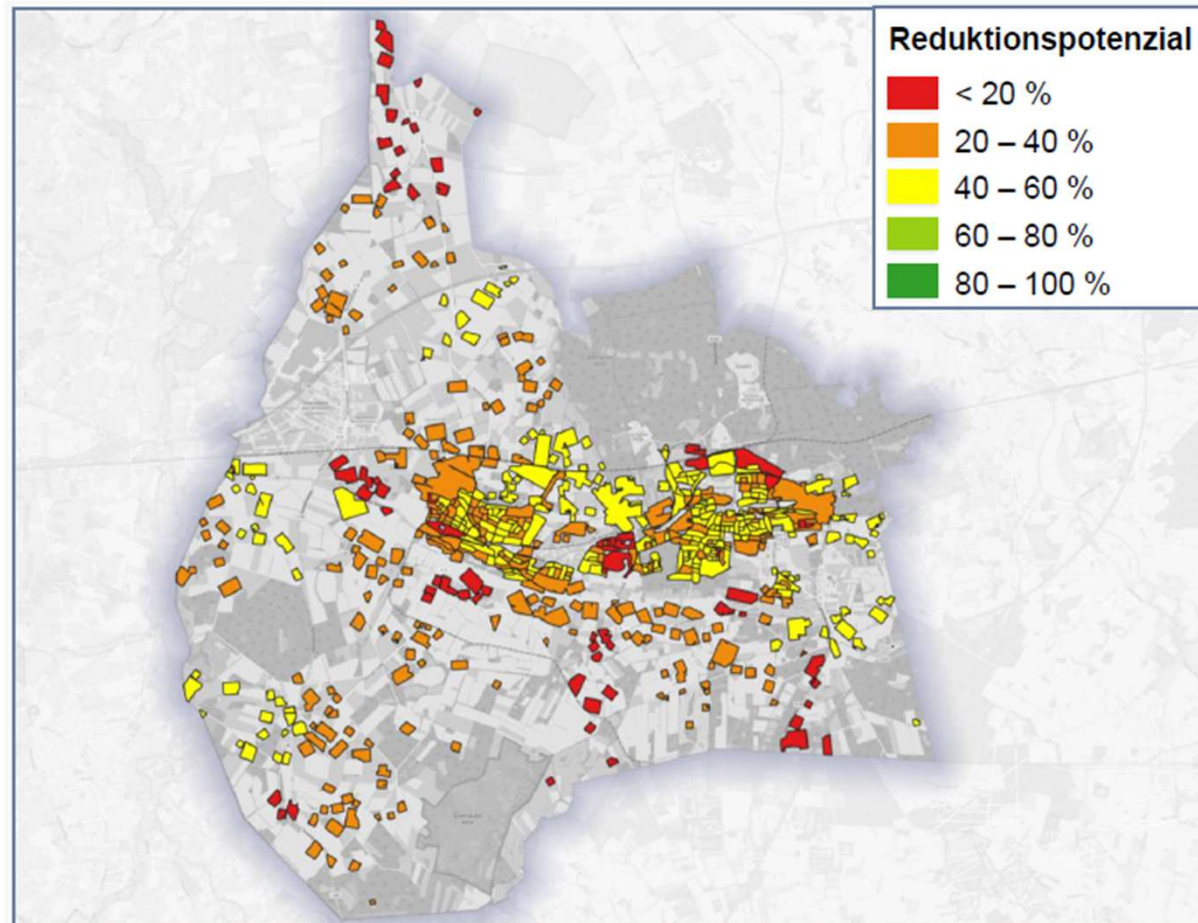 Reduktionspotenzial
< 20 %
20 – 40 %
40 – 60 %
60 – 80 %
80 – 100 %